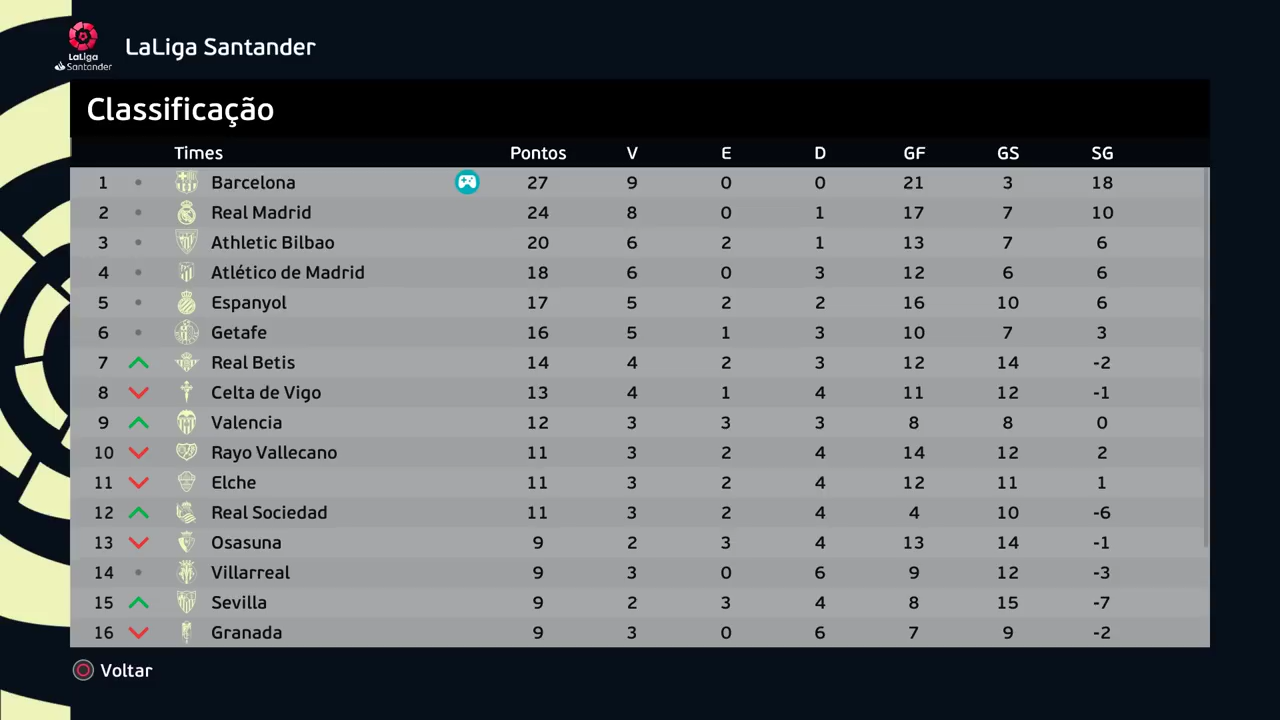 LaLiga Santander
LaLiga
Santander
Classificação
Times Pontos V E D GF GS SG
1 Barcelona 27 9 0 0 21 3 18
2 Real Madrid 24 8 0 1 17 7 10
3 Athletic Bilbao 20 6 2 1 13 7 6
4 Atlético de Madrid 18 6 0 3 12 6 6
5 Espanyol 17 5 2 2 16 10 6
6 Getafe 16 5 1 3 10 7 3
7 Real Betis 14 4 2 3 12 14 -2
8 Celta de Vigo 13 4 1 4 11 12 -1
9 Valencia 12 3 3 3 8 8 0
10 Rayo Vallecano 11 3 2 4 14 12 2
11 Elche 11 3 2 4 12 11 1
12 Real Sociedad 11 3 2 4 4 10 -6
13 Osasuna 9 2 3 4 13 14 -1
14 Villarreal 9 3 0 6 9 12 -3
15 Sevilla 9 2 3 4 8 15 -7
16 Granada 9 3 0 6 7 9 -2
Voltar